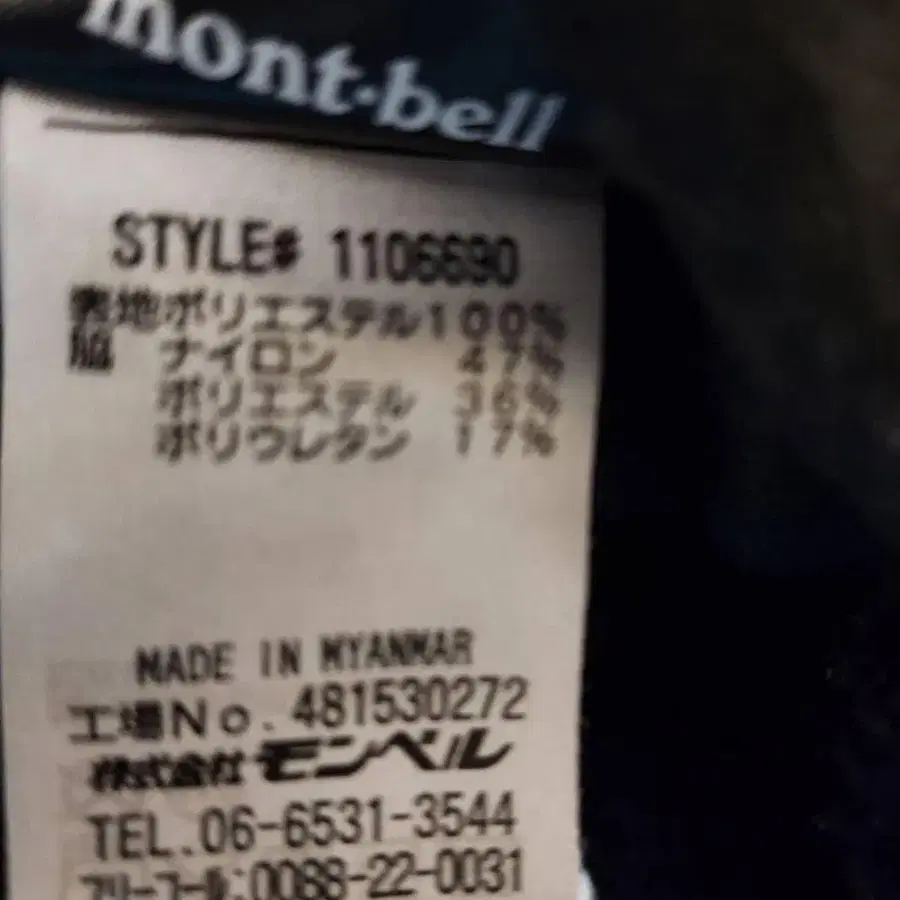 mont-bell
STYLE# 1106690
表地ポリエステル100%
脇 ナイロン 47%
ポリエステル 36%
ポリウレタン 17%
MADE IN MYANMAR
工場No. 481530272
株式会社モンベル
TEL.06-6531-3544
フリーコール:0088-22-0031